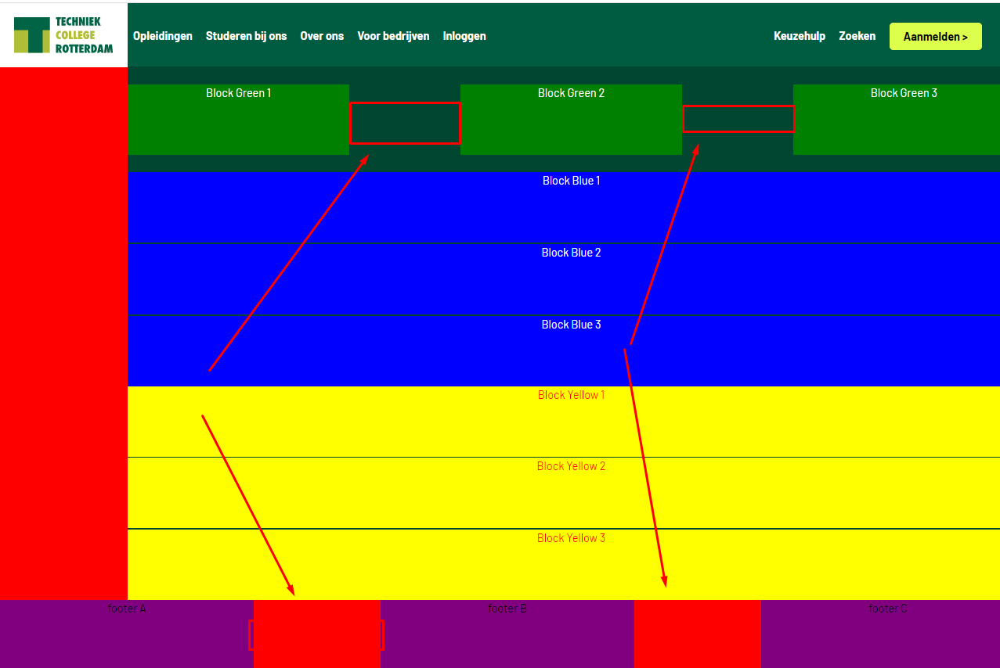 TECHNIEK
COLLEGE
ROTTERDAM
Opleidingen Studeren bij ons Over ons Voor bedrijven Inloggen Keuzehulp Zoeken Aanmelden >
Block Green 1 Block Green 2 Block Green 3
Block Blue 1
Block Blue 2
Block Blue 3
Block Yellow 1
Block Yellow 2
Block Yellow 3
footer A footer B footer C